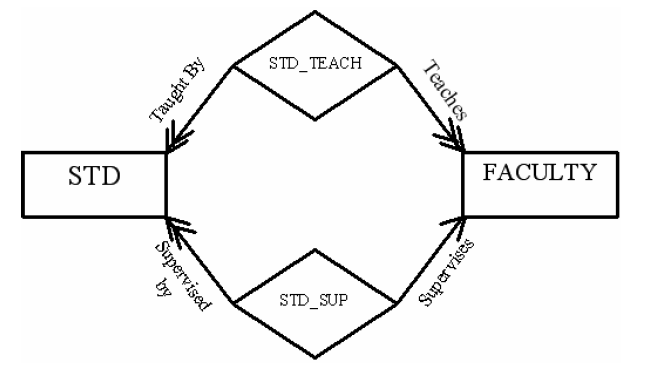 STD_TEACH
Taught By
Teaches
STD
FACULTY
Supervised
by
Supervises
STD_SUP